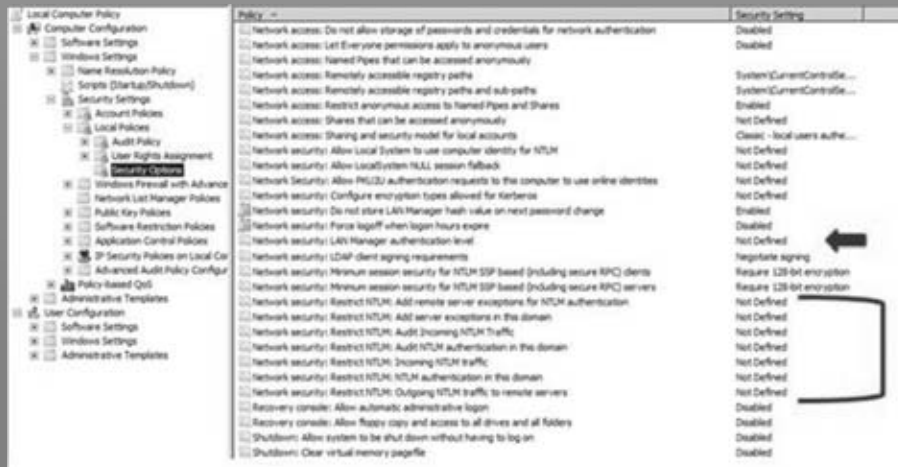 Local Computer Policy
Computer Configuration
Software Settings
Windows Settings
Name Resolution Policy
Scripts (Startup/Shutdown)
Security Settings
Account Policies
Local Policies
Audit Policy
User Rights Assignment
Security Options
Windows Firewall with Advance
Network List Manager Policies
Public Key Policies
Software Restriction Policies
Application Control Policies
IP Security Policies on Local Co
Advanced Audit Policy Configur
Policy-based QoS
Administrative Templates
User Configuration
Software Settings
Windows Settings
Administrative Templates
Policy Security Setting
Network access: Do not allow storage of passwords and credentials for network authentication Disabled
Network access: Let Everyone permissions apply to anonymous users Disabled
Network access: Named Pipes that can be accessed anonymously
Network access: Remotely accessible registry paths System\CurrentControlSe...
Network access: Remotely accessible registry paths and sub-paths System\CurrentControlSe...
Network access: Restrict anonymous access to Named Pipes and Shares Enabled
Network access: Shares that can be accessed anonymously Not Defined
Network access: Sharing and security model for local accounts Classic - local users authe...
Network security: Allow Local System to use computer identity for NTLM Not Defined
Network security: Allow LocalSystem NULL session fallback Not Defined
Network Security: Allow PKU2U authentication requests to this computer to use online identities Not Defined
Network security: Configure encryption types allowed for Kerberos Not Defined
Network security: Do not store LAN Manager hash value on next password change Enabled
Network security: Force logoff when logon hours expire Disabled
Network security: LAN Manager authentication level Not Defined
Network security: LDAP client signing requirements Negotiate signing
Network security: Minimum session security for NTLM SSP based (including secure RPC) clients Require 128-bit encryption
Network security: Minimum session security for NTLM SSP based (including secure RPC) servers Require 128-bit encryption
Network security: Restrict NTLM: Add remote server exceptions for NTLM authentication Not Defined
Network security: Restrict NTLM: Add server exceptions in this domain Not Defined
Network security: Restrict NTLM: Audit Incoming NTLM Traffic Not Defined
Network security: Restrict NTLM: Audit NTLM authentication in this domain Not Defined
Network security: Restrict NTLM: Incoming NTLM traffic Not Defined
Network security: Restrict NTLM: NTLM authentication in this domain Not Defined
Network security: Restrict NTLM: Outgoing NTLM traffic to remote servers Not Defined
Recovery console: Allow automatic administrative logon Disabled
Recovery console: Allow floppy copy and access to all drives and all folders Disabled
Shutdown: Allow system to be shut down without having to log on Disabled
Shutdown: Clear virtual memory pagefile Disabled